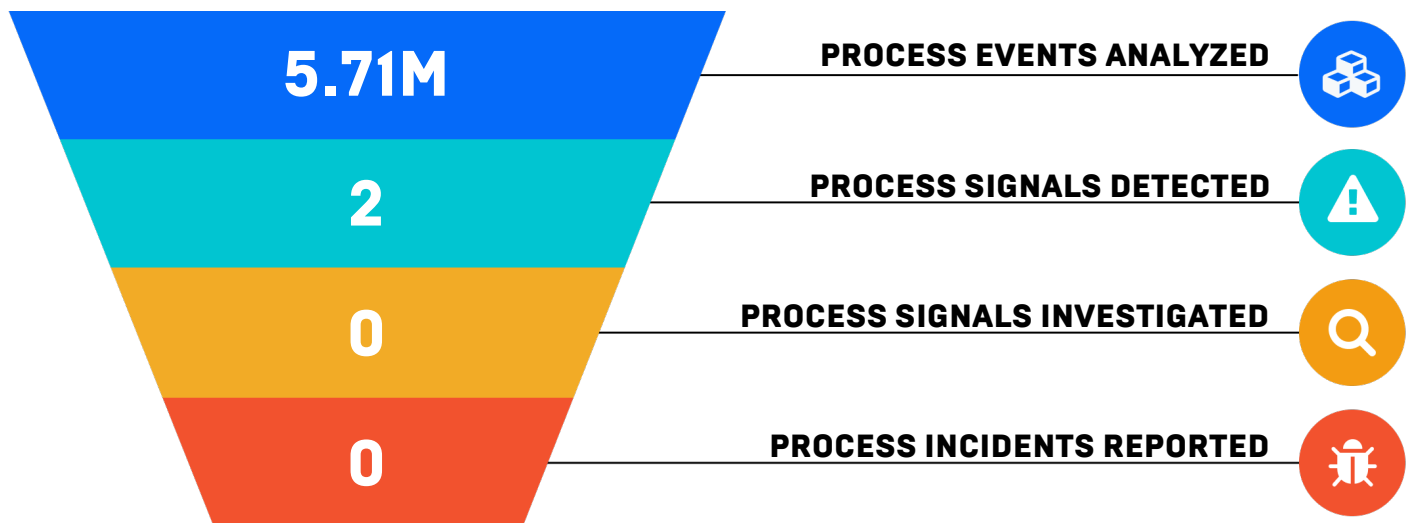 5.71M
PROCESS EVENTS ANALYZED
2
PROCESS SIGNALS DETECTED
0
PROCESS SIGNALS INVESTIGATED
0
PROCESS INCIDENTS REPORTED